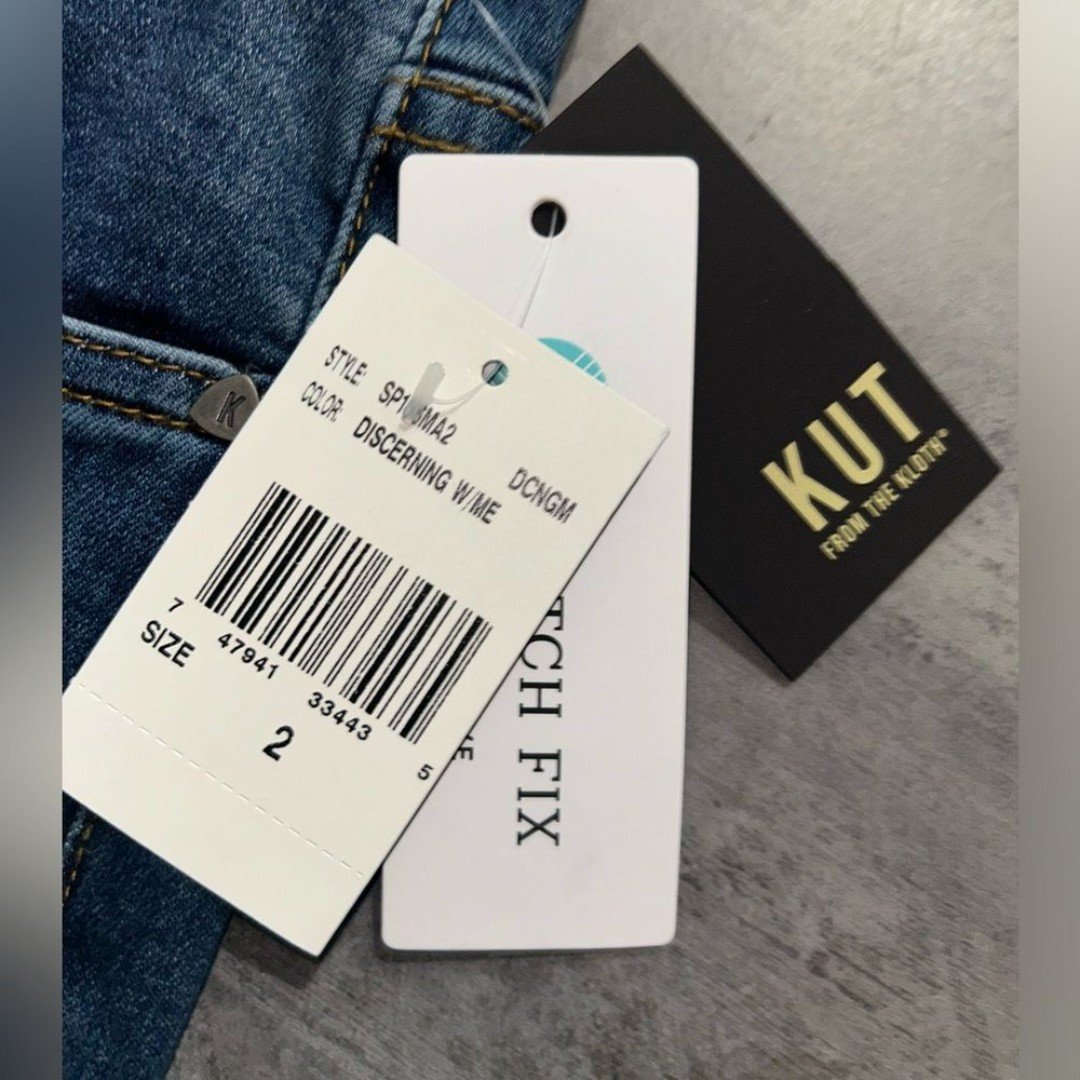 STYLE:
COLOR: DISCERNING W/ME
DCNGM
7 47941 33443 5
SIZE
2
TCH FIX
KUT
FROM THE KLOTH®
K